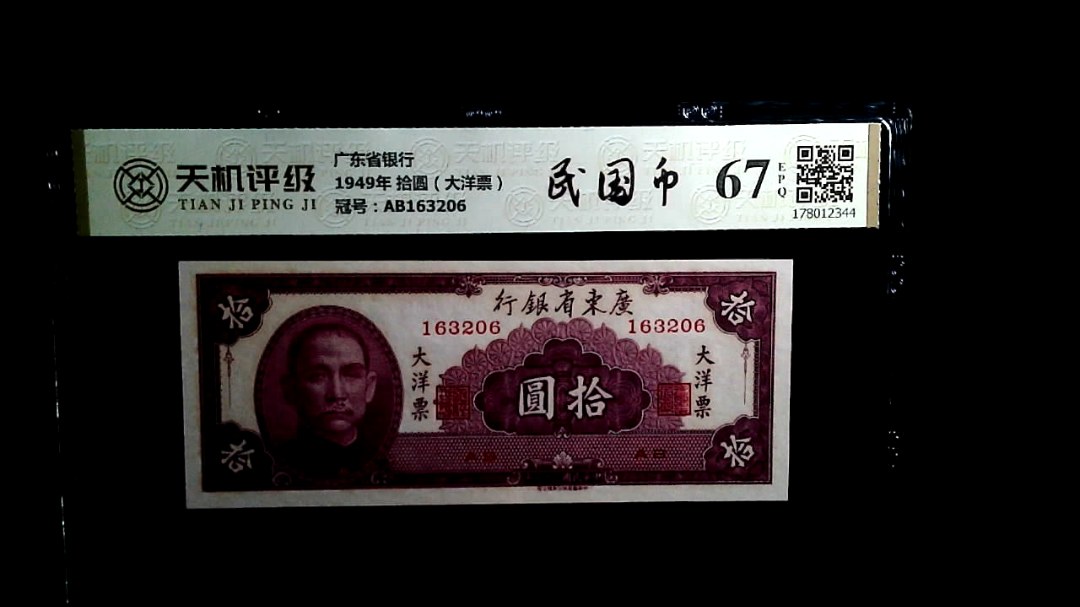 天机评级
TIAN JI PING JI
广东省银行
1949年 拾圆（大洋票）
冠号：AB163206
民国币
67
EPQ
178012344
行銀省東廣
163206 163206
大洋票
大洋票
圓拾
拾
拾
拾
拾
AB AB